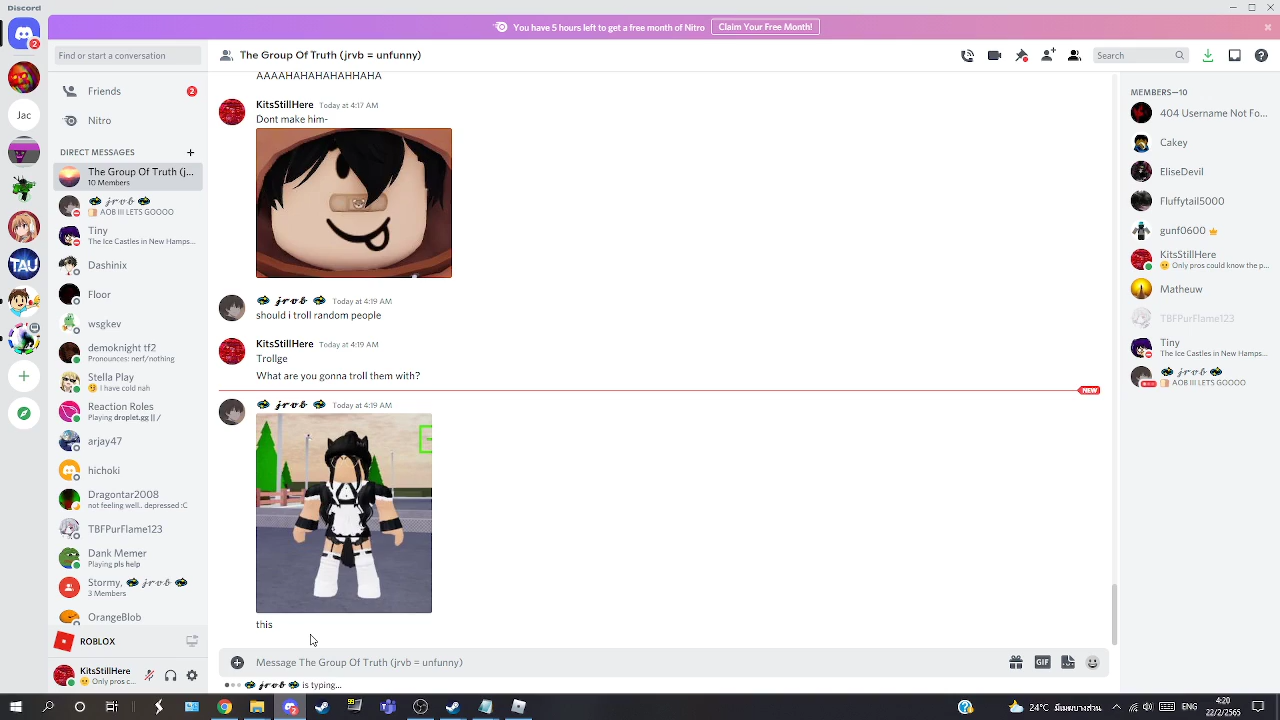 Discord
You have 5 hours left to get a free month of Nitro
Claim Your Free Month!
Find or start a conversation
The Group Of Truth (jrvb = unfunny)
Search
2
Jac
TAU
Friends
2
Nitro
DIRECT MESSAGES
The Group Of Truth (j...
10 Members
𝒿𝓇𝓋𝒷
AOB III LETS GOOOO
Tiny
The Ice Castles in New Hamps...
Dashinix
Floor
wsgkev
demoknight tf2
Pronouns: nerf/nothing
Stella Play
I have cold nah
Reaction Roles
Playing droplet.gg || /
arjay47
hichoki
Dragontar2008
not feeling well.. depressed :C
TBFPurFlame123
Dank Memer
Playing pls help
Stormy, 𝒿𝓇𝓋𝒷
3 Members
OrangeBlob
ROBLOX
KitsStillHere
Only pros c...
AAAAHAHAHAHHAHA
KitsStillHere Today at 4:17 AM
Dont make him-
𝒿𝓇𝓋𝒷 Today at 4:19 AM
should i troll random people
KitsStillHere Today at 4:19 AM
Trollge
What are you gonna troll them with?
NEW
𝒿𝓇𝓋𝒷 Today at 4:19 AM
this
Message The Group Of Truth (jrvb = unfunny)
GIF
𝒿𝓇𝓋𝒷 is typing...
MEMBERS—10
404 Username Not Fo...
Cakey
EliseDevil
Fluffytail5000
gunf0600
KitsStillHere
Only pros could know the p...
Matheuw
TBFPurFlame123
Tiny
The Ice Castles in New Hamps...
𝒿𝓇𝓋𝒷
AOB III LETS GOOOO
24°C
ENG
4:20
22/2/2565